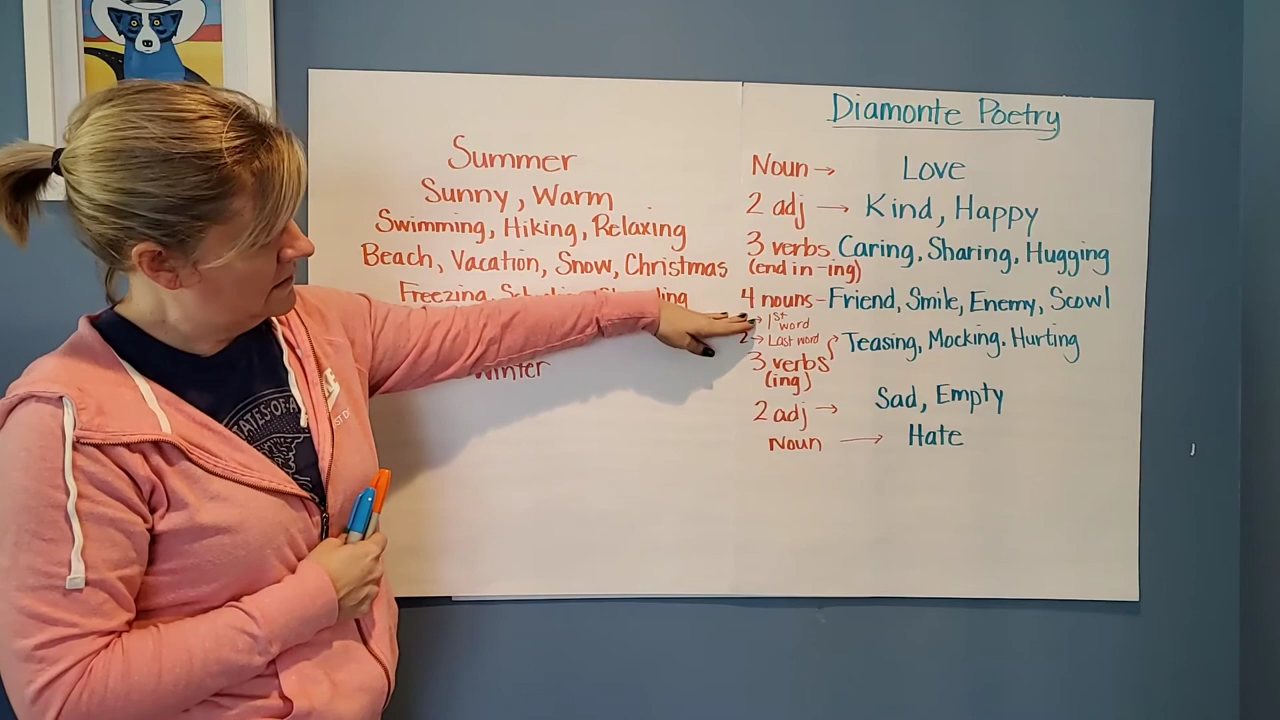 Summer
Sunny, Warm
Swimming, Hiking, Relaxing
Beach, Vacation, Snow, Christmas
Freezing,
Winter
Diamonte Poetry
Noun → Love
2 adj → Kind, Happy
3 verbs Caring, Sharing, Hugging
(end in -ing)
4 nouns - Friend, Smile, Enemy, Scowl
→ 1st word
2 → Last word
Teasing, Mocking, Hurting
3 verbs
(ing)
2 adj → Sad, Empty
Noun → Hate